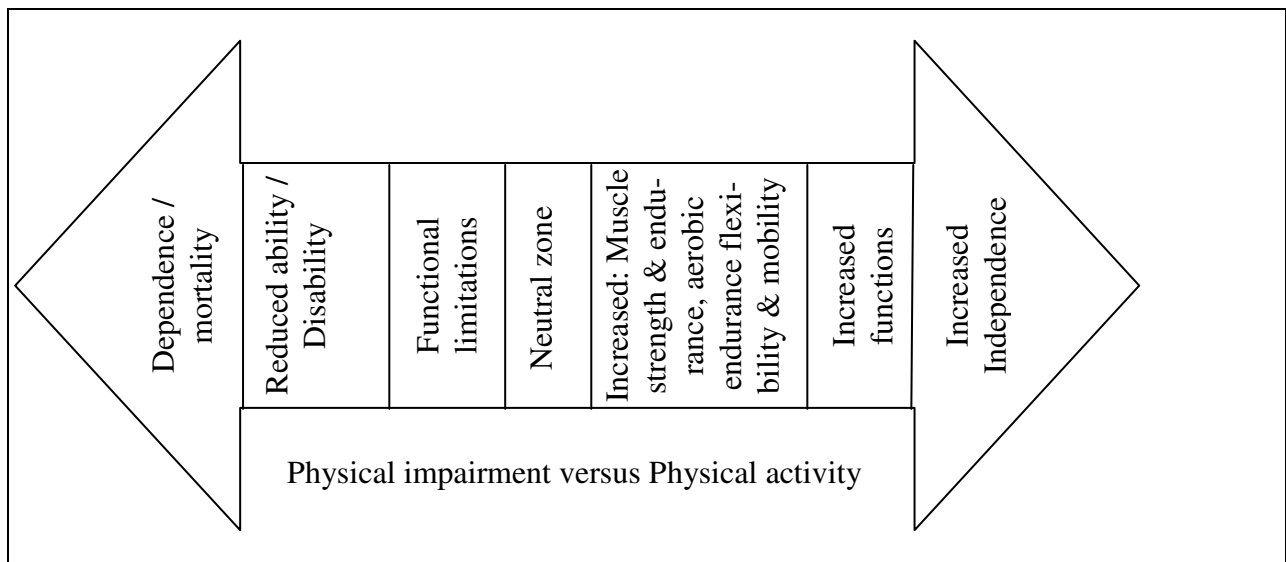 Dependence /
mortality
Reduced ability /
Disability
Functional
limitations
Neutral zone
Increased: Muscle
strength & endu-
rance, aerobic
endurance flexi-
bility & mobility
Increased
functions
Increased
Independence
Physical impairment versus Physical activity